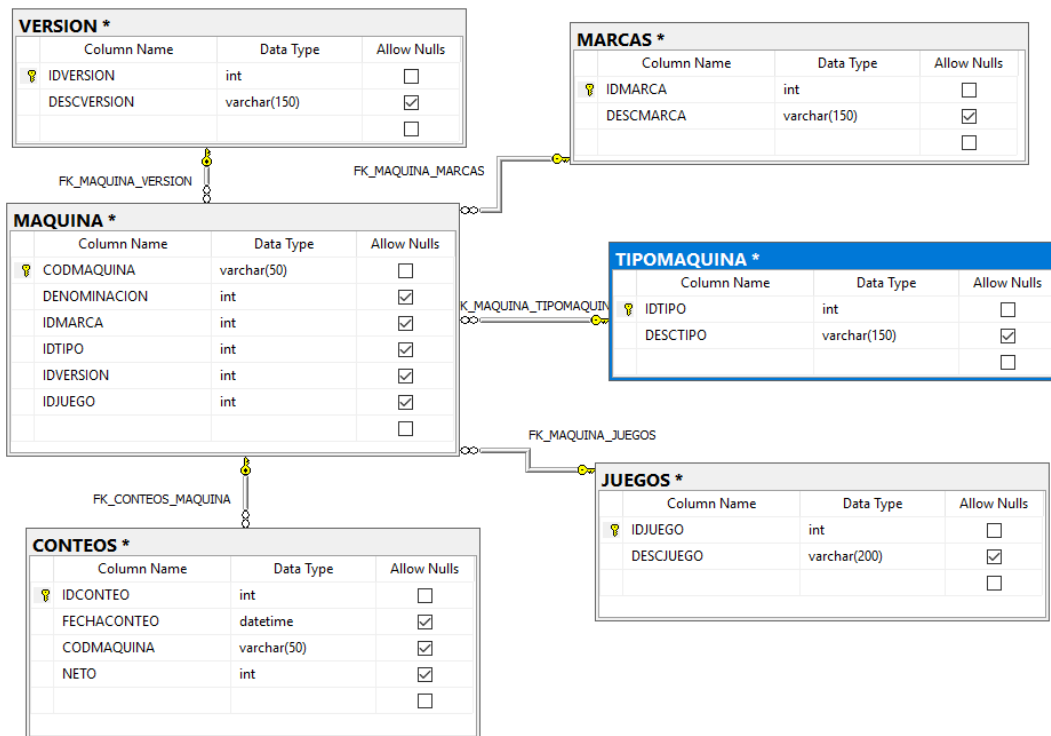 VERSION *
Column Name Data Type Allow Nulls
IDVERSION int
DESCVERSION varchar(150)
MARCAS *
Column Name Data Type Allow Nulls
IDMARCA int
DESCMARCA varchar(150)
FK_MAQUINA_VERSION
FK_MAQUINA_MARCAS
MAQUINA *
Column Name Data Type Allow Nulls
CODMAQUINA varchar(50)
DENOMINACION int
IDMARCA int
IDTIPO int
IDVERSION int
IDJUEGO int
K_MAQUINA_TIPOMAQUIN
TIPOMAQUINA *
Column Name Data Type Allow Nulls
IDTIPO int
DESCTIPO varchar(150)
FK_MAQUINA_JUEGOS
JUEGOS *
Column Name Data Type Allow Nulls
IDJUEGO int
DESCJUEGO varchar(200)
FK_CONTEOS_MAQUINA
CONTEOS *
Column Name Data Type Allow Nulls
IDCONTEO int
FECHACONTEO datetime
CODMAQUINA varchar(50)
NETO int